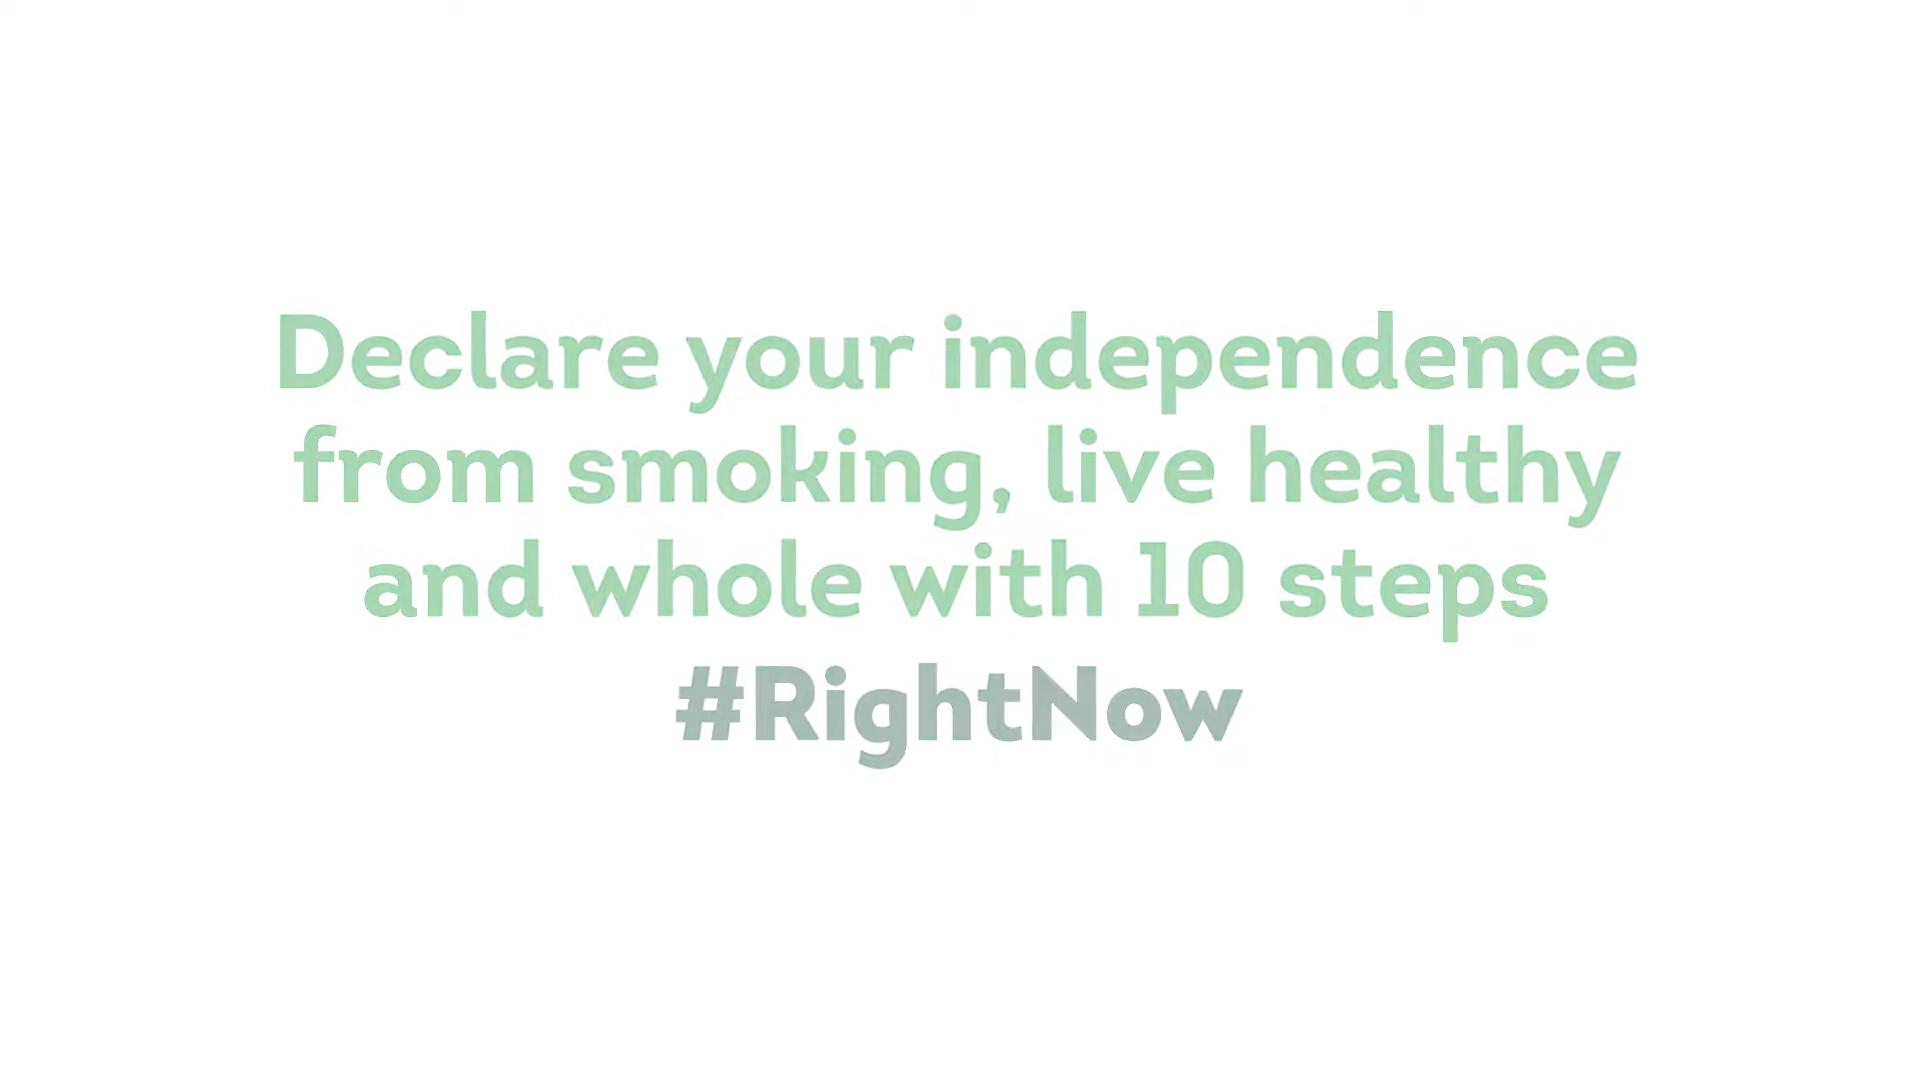 Declare your independence
from smoking, live healthy
and whole with 10 steps
#RightNow